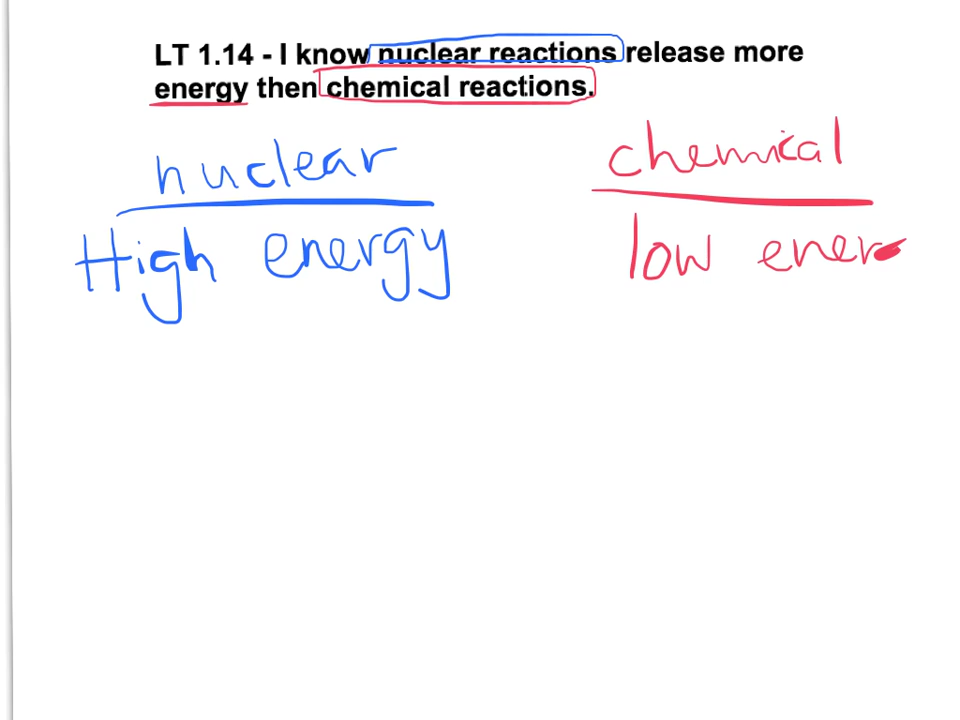 LT 1.14 - I know nuclear reactions release more
energy then chemical reactions.
nuclear
High energy
chemical
low ener